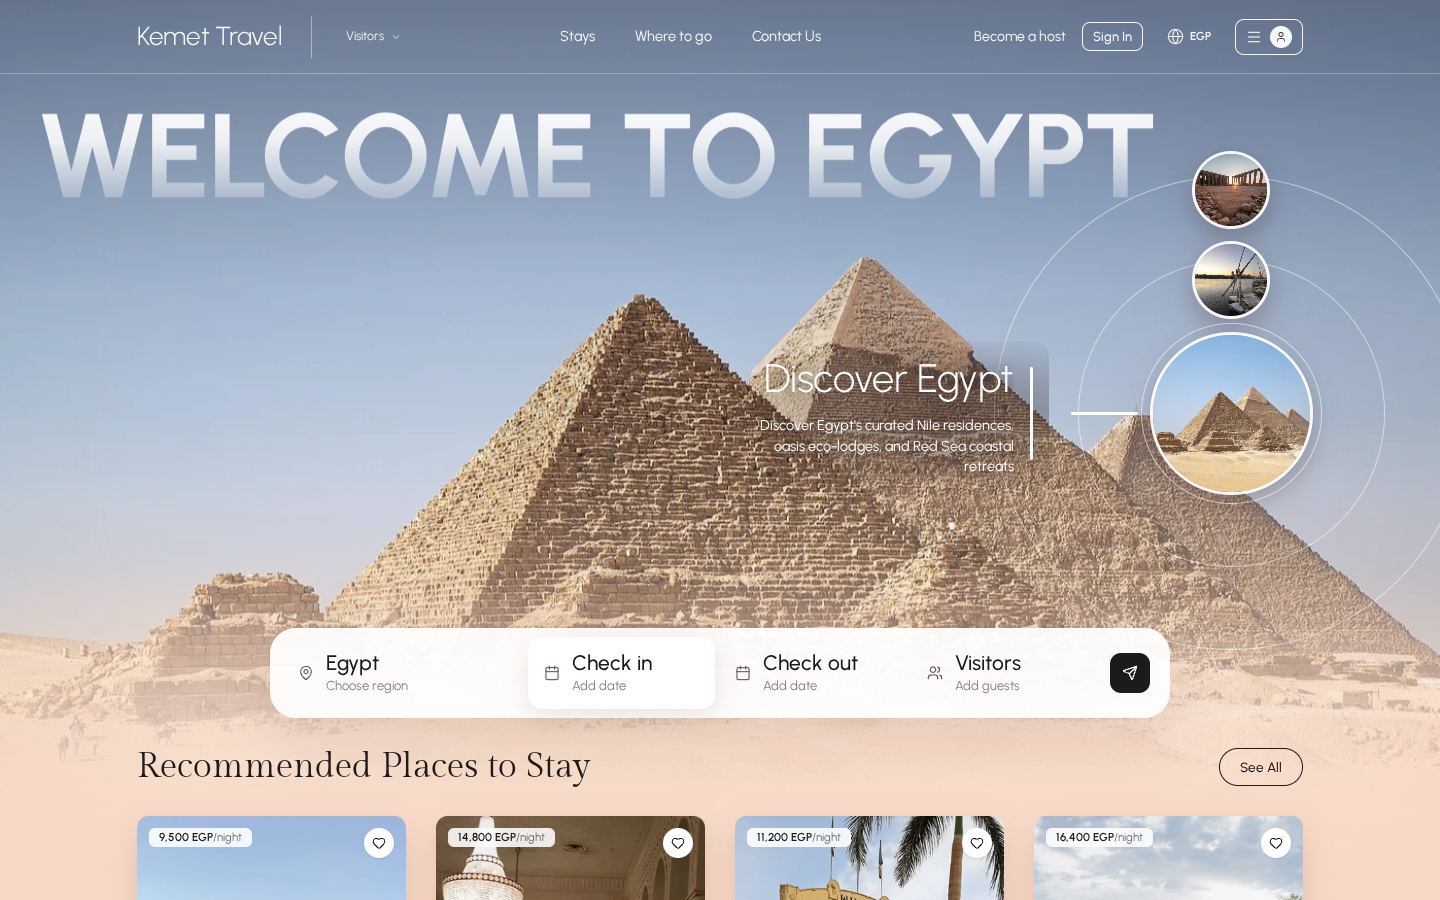 Kemet Travel
Visitors
Stays
Where to go
Contact Us
Become a host
Sign In
EGP
WELCOME TO EGYPT
Discover Egypt
Discover Egypt's curated Nile residences,
oasis eco-lodges, and Red Sea coastal
retreats
Egypt
Choose region
Check in
Add date
Check out
Add date
Visitors
Add guests
Recommended Places to Stay
See All
9,500 EGP/night
14,800 EGP/night
11,200 EGP/night
16,400 EGP/night